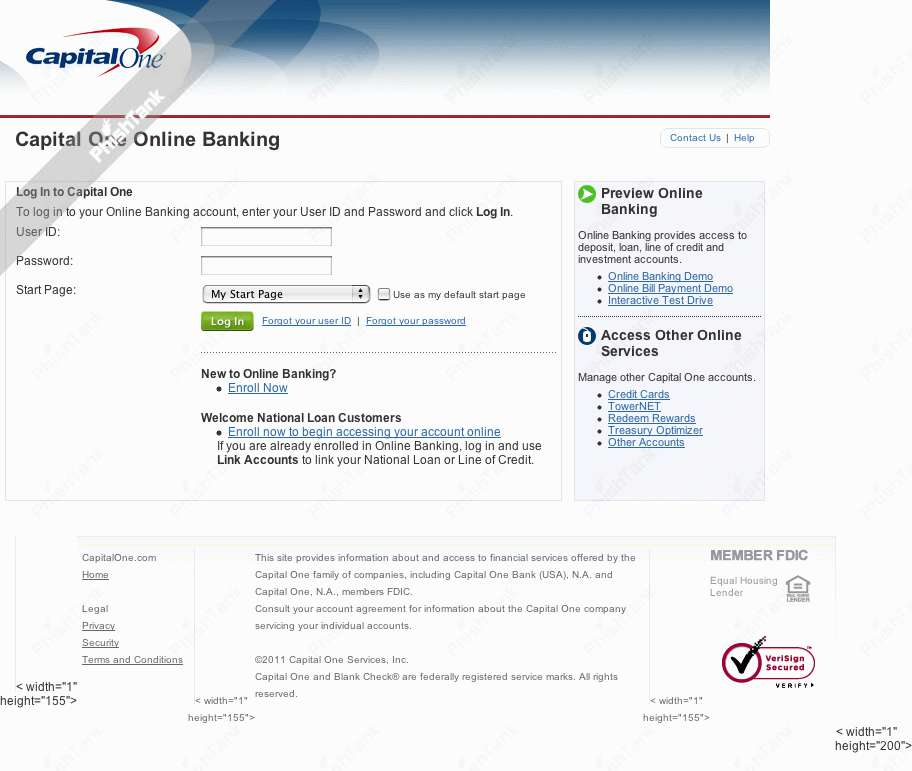 CapitalOne
PhishTank
Capital One Online Banking
Contact Us | Help
Log In to Capital One
To log in to your Online Banking account, enter your User ID and Password and click Log In.
User ID:
Password:
Start Page:
My Start Page
Use as my default start page
Log In
Forgot your user ID | Forgot your password
New to Online Banking?
Enroll Now
Welcome National Loan Customers
Enroll now to begin accessing your account online
If you are already enrolled in Online Banking, log in and use
Link Accounts to link your National Loan or Line of Credit.
Preview Online
Banking
Online Banking provides access to
deposit, loan, line of credit and
investment accounts.
Online Banking Demo
Online Bill Payment Demo
Interactive Test Drive
Access Other Online
Services
Manage other Capital One accounts.
Credit Cards
TowerNET
Redeem Rewards
Treasury Optimizer
Other Accounts
CapitalOne.com
Home
Legal
Privacy
Security
Terms and Conditions
< width="1"
height="155">
< width="1"
height="155">
This site provides information about and access to financial services offered by the
Capital One family of companies, including Capital One Bank (USA), N.A. and
Capital One, N.A., members FDIC.
Consult your account agreement for information about the Capital One company
servicing your individual accounts.
©2011 Capital One Services, Inc.
Capital One and Blank Check® are federally registered service marks. All rights
reserved.
< width="1"
height="155">
MEMBER FDIC
Equal Housing
Lender
VeriSign
Secured
VERIFY
< width="1"
height="200">